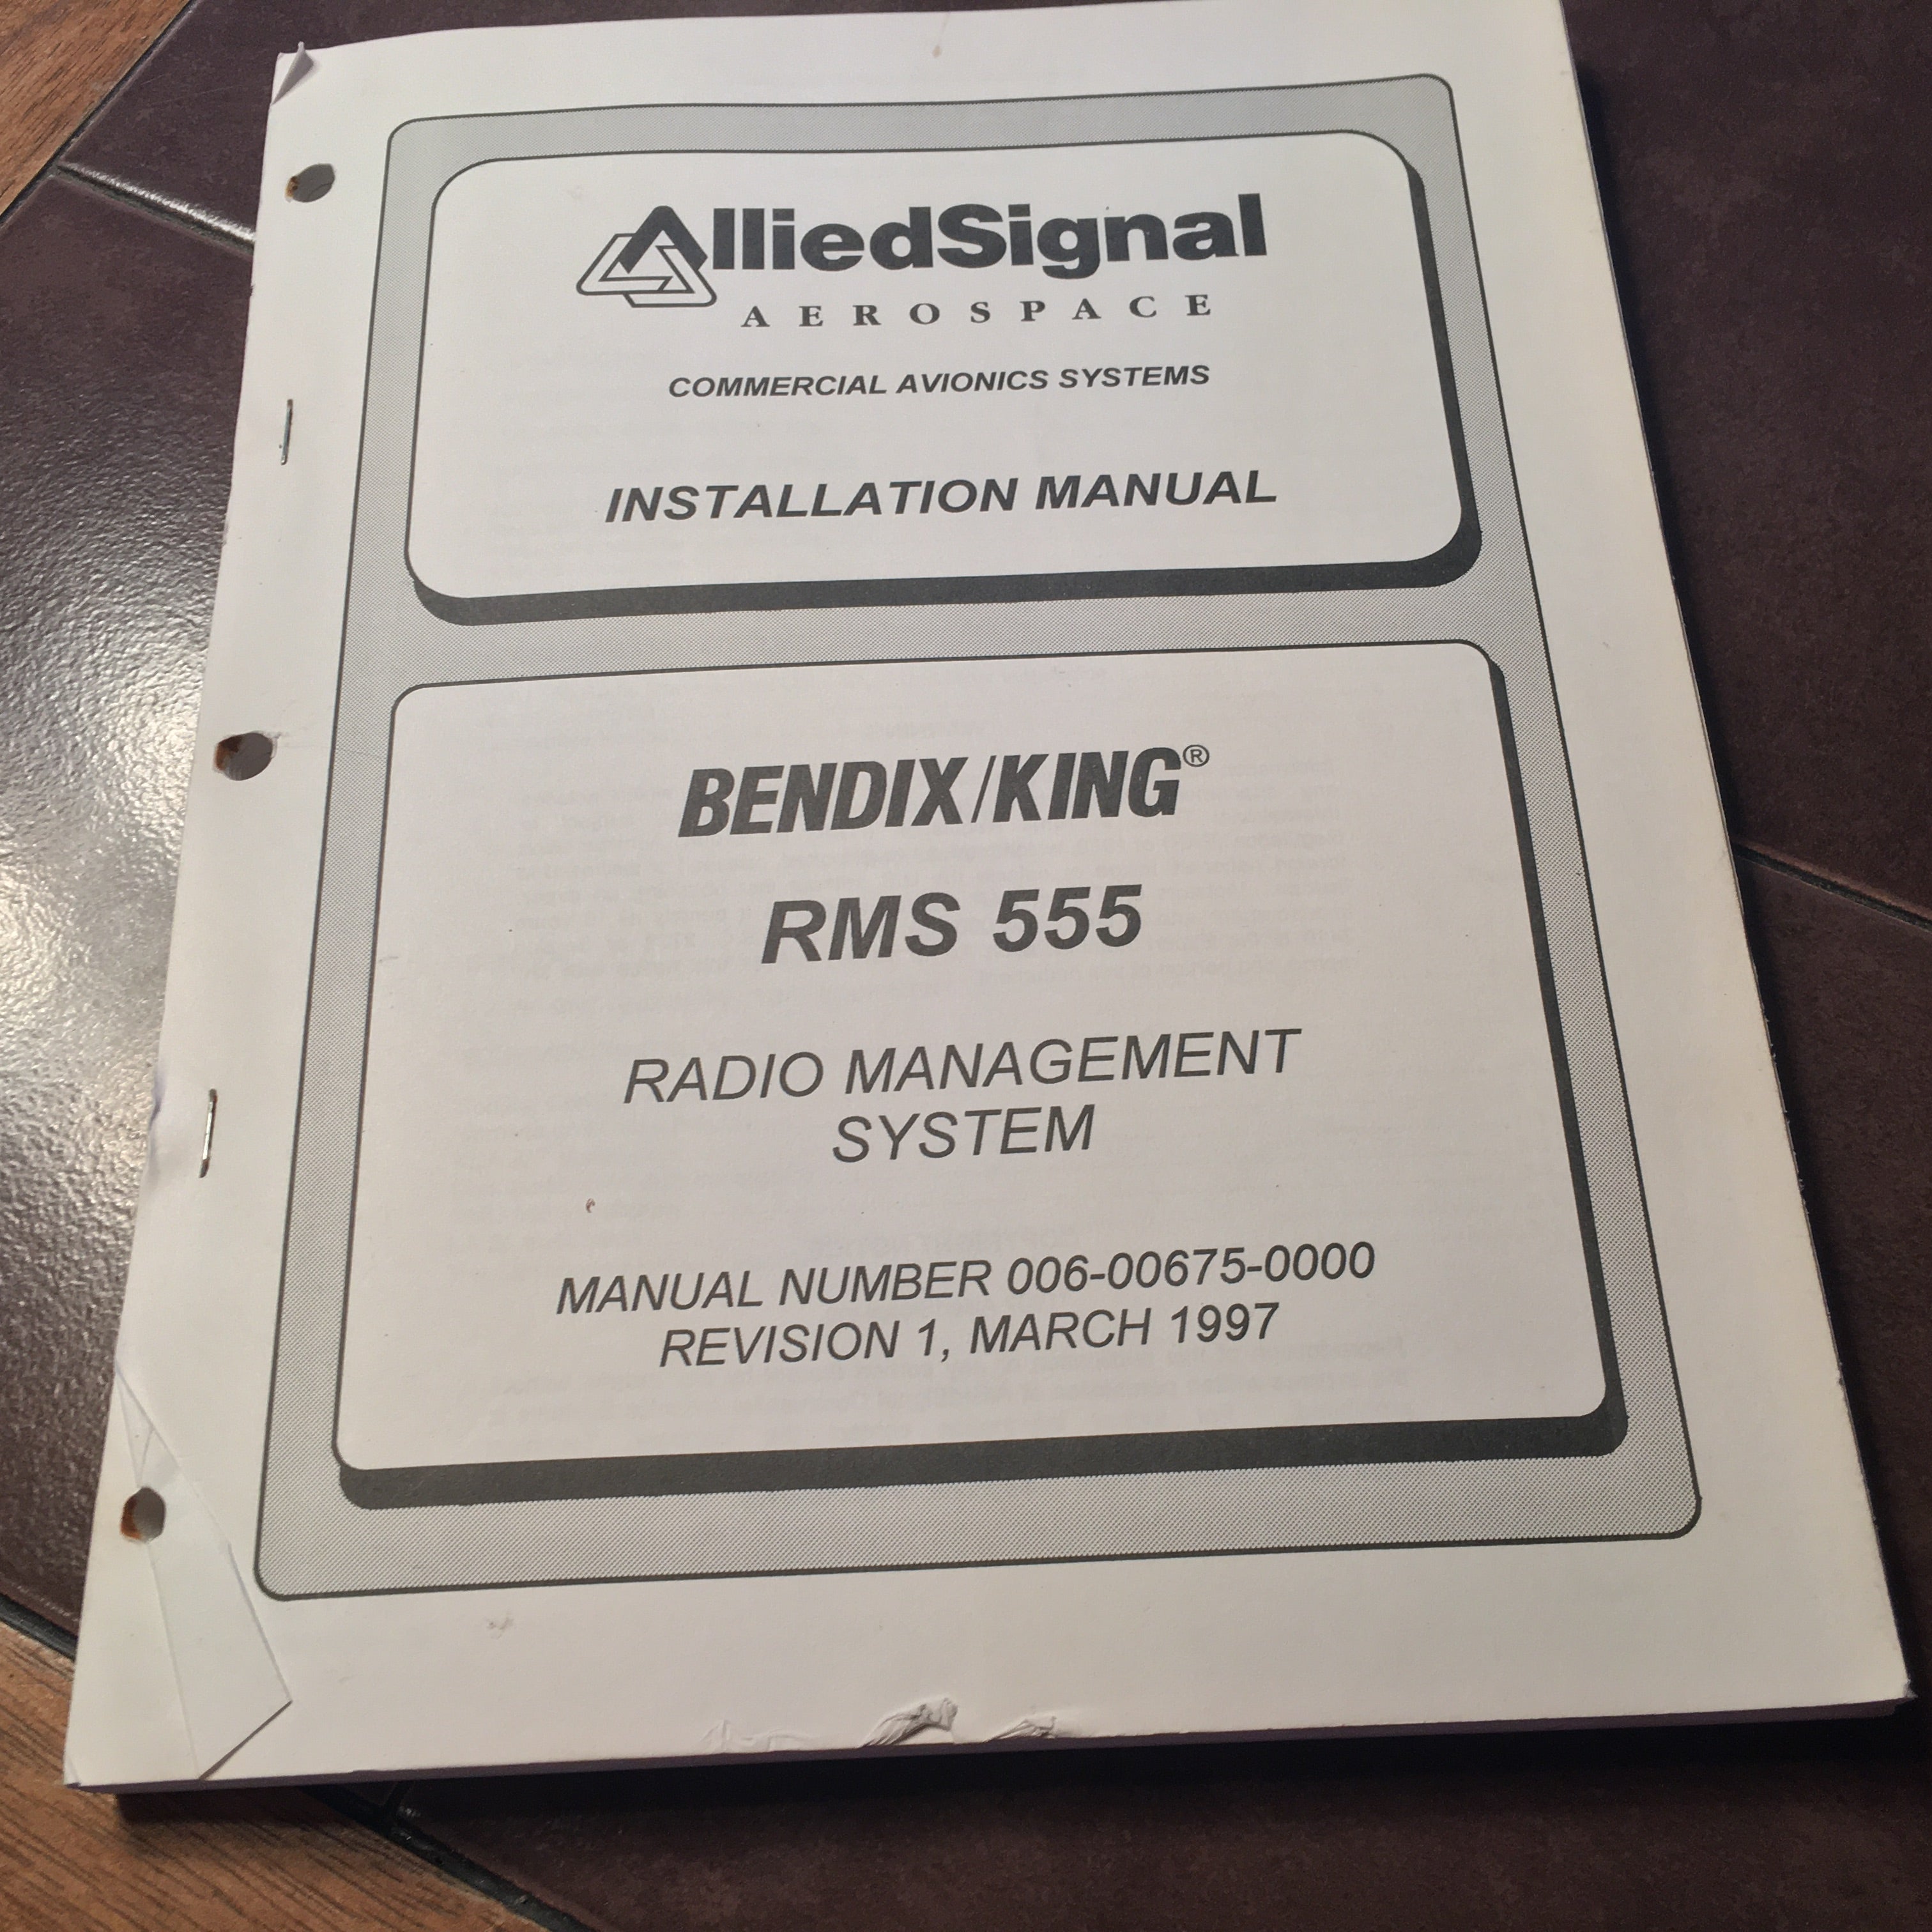 AlliedSignal
AEROSPACE
COMMERCIAL AVIONICS SYSTEMS
INSTALLATION MANUAL
BENDIX/KING®
RMS 555
RADIO MANAGEMENT
SYSTEM
MANUAL NUMBER 006-00675-0000
REVISION 1, MARCH 1997